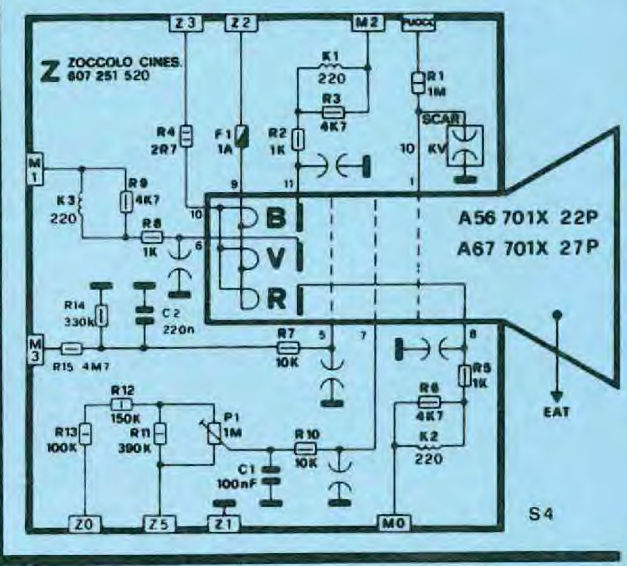 Z3 Z2 M2 FUOCO
Z ZOCCOLO CINES.
607 251 520
K1
220
R1
1M
R3
4K7
SCAR
R4
2R7
F1
1A
R2
1K
10
KV
M1
9
11
1
R9
4K7
K3
220
10
B
A56 701X 22P
R8
1K
6
V
A67 701X 27P
R
R14
330K
C2
220n
M3
R7
10K
5
7
8
R15 4M7
R5
1K
R12
150K
R6
4K7
EAT
R13
100K
R11
390K
P1
1M
R10
10K
K2
220
C1
100nF
S4
Z0 Z5 Z1 M0